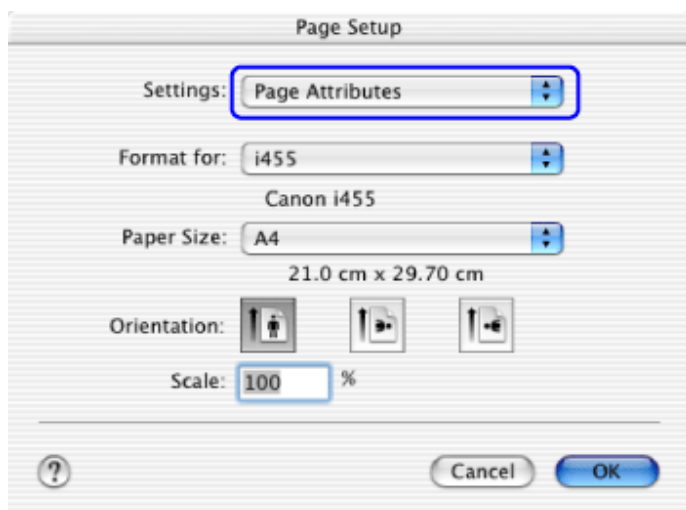 Page Setup
Settings: Page Attributes
Format for: i455
Canon i455
Paper Size: A4
21.0 cm x 29.70 cm
Orientation:
Scale: 100 %
? Cancel OK